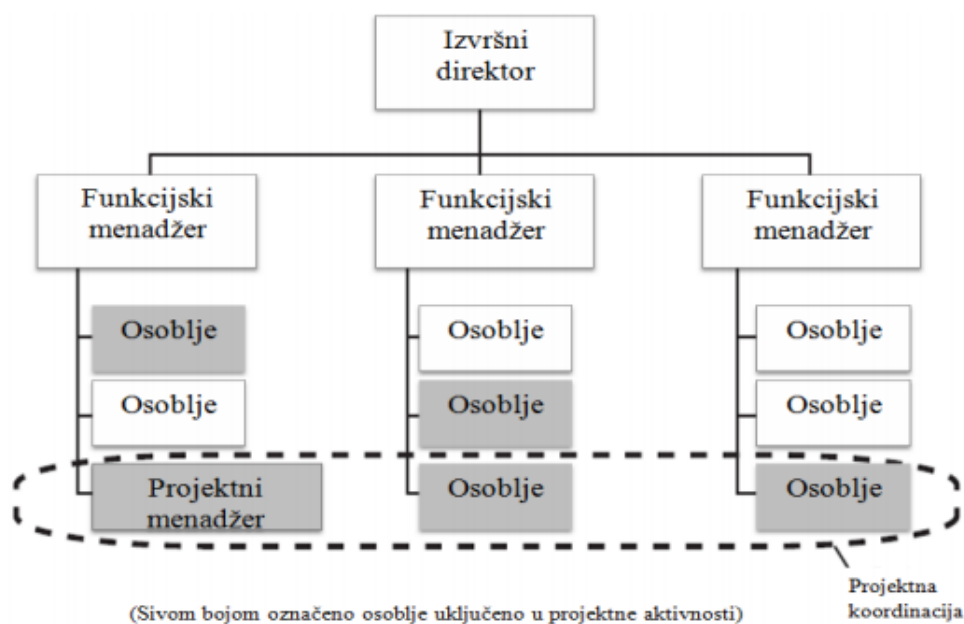 Izvršni
direktor
Funkcijski
menadžer
Funkcijski
menadžer
Funkcijski
menadžer
Osoblje
Osoblje
Osoblje
Osoblje
Osoblje
Osoblje
Projektni
menadžer
Osoblje
Osoblje
Projektna
koordinacija
(Sivom bojom označeno osoblje uključeno u projektne aktivnosti)